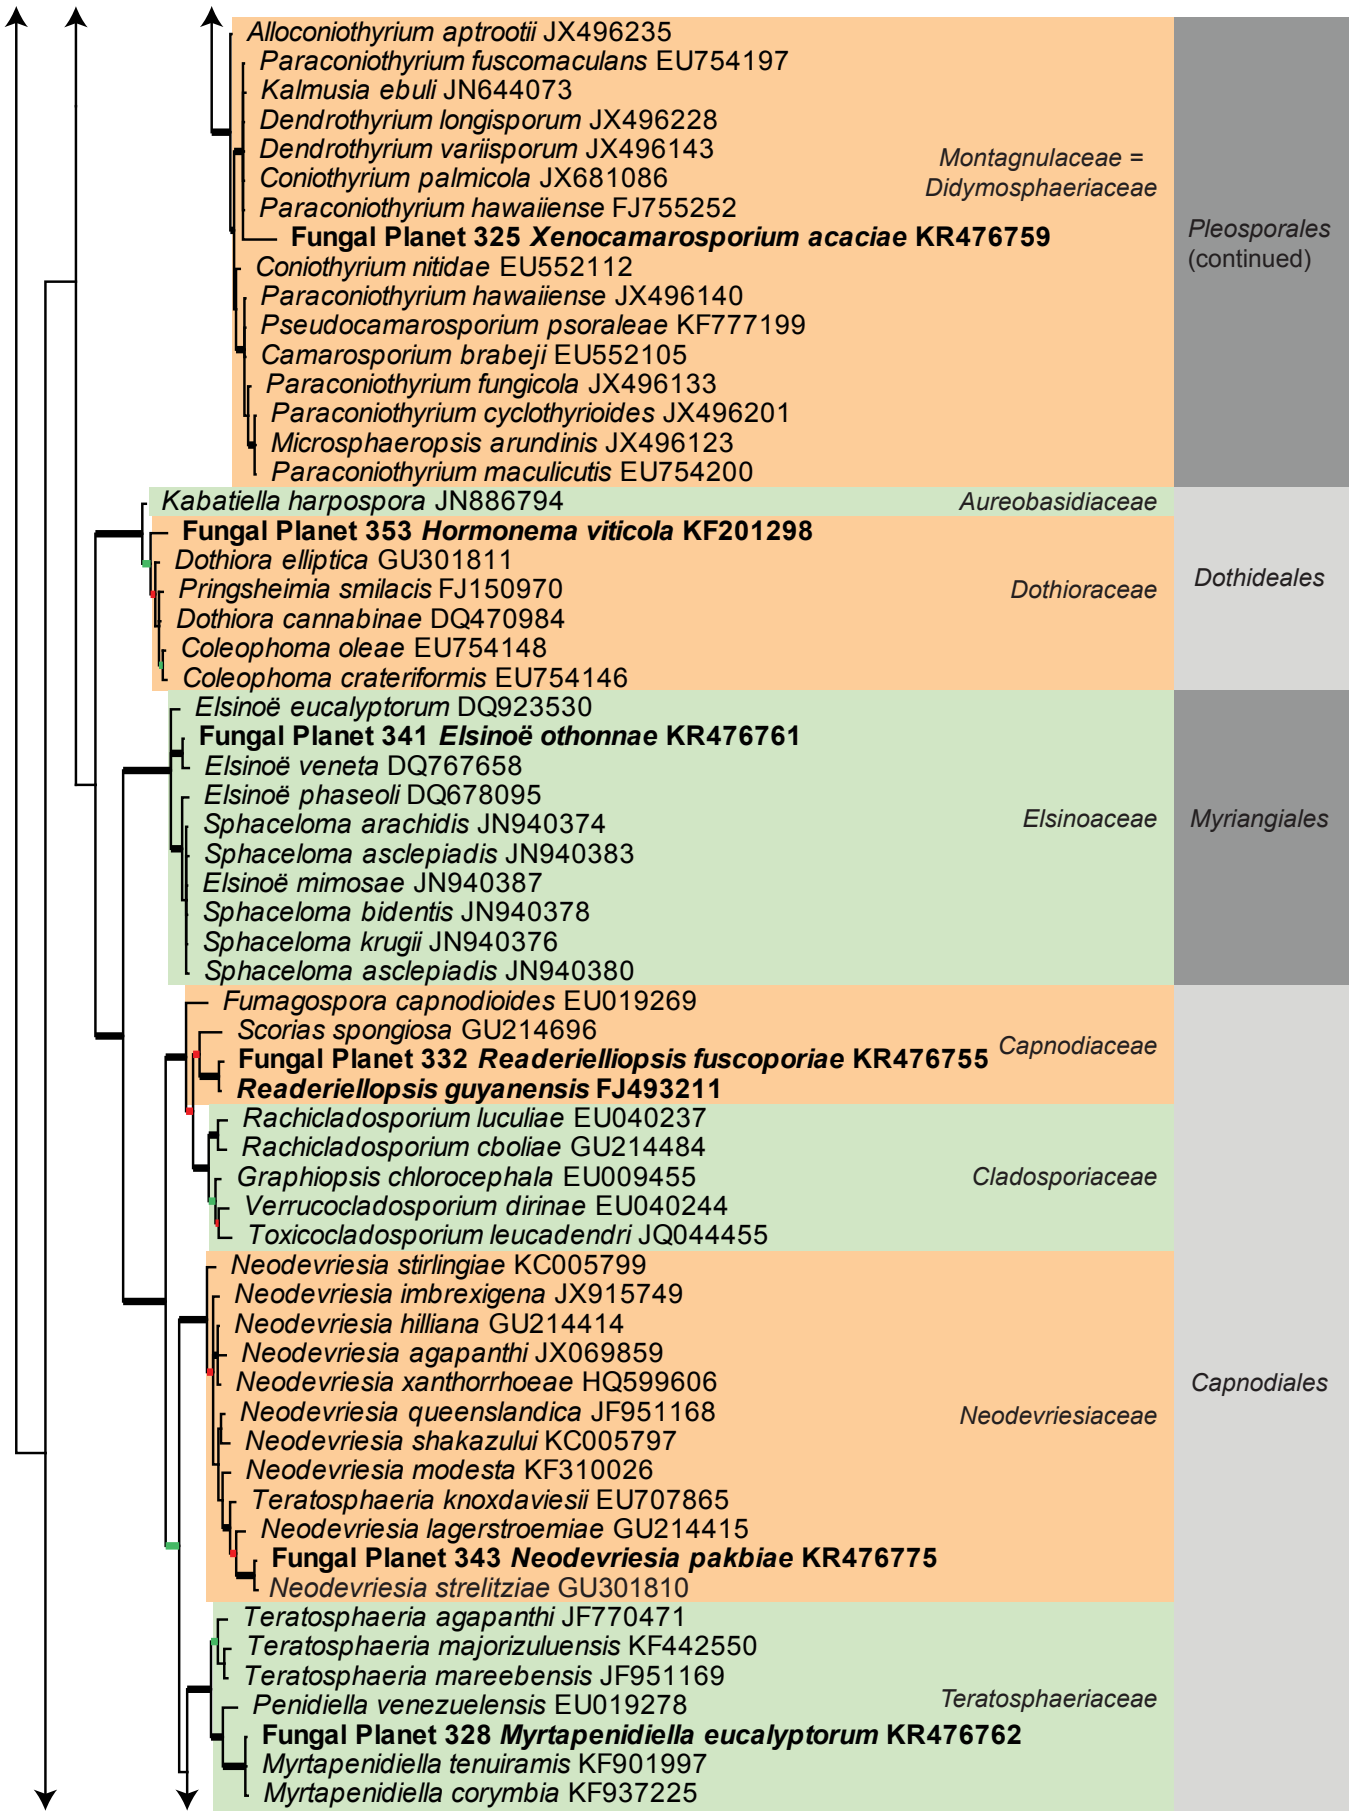 Alloconiothyrium aptrootii JX496235
Paraconiothyrium fuscomaculans EU754197
Kalmusia ebuli JN644073
Dendrothyrium longisporum JX496228
Dendrothyrium variisporum JX496143
Coniothyrium palmicola JX681086
Paraconiothyrium hawaiiense FJ755252
Fungal Planet 325 Xenocamarosporium acaciae KR476759
Coniothyrium nitidae EU552112
Paraconiothyrium hawaiiense JX496140
Pseudocamarosporium psoraleae KF777199
Camarosporium brabeji EU552105
Paraconiothyrium fungicola JX496133
Paraconiothyrium cyclothyrioides JX496201
Microsphaeropsis arundinis JX496123
Paraconiothyrium maculicutis EU754200
Montagnulaceae =
Didymosphaeriaceae
Pleosporales
(continued)
Kabatiella harpospora JN886794
Aureobasidiaceae
Fungal Planet 353 Hormonema viticola KF201298
Dothiora elliptica GU301811
Pringsheimia smilacis FJ150970
Dothiora cannabinae DQ470984
Coleophoma oleae EU754148
Coleophoma crateriformis EU754146
Dothioraceae
Dothideales
Elsinoë eucalyptorum DQ923530
Fungal Planet 341 Elsinoë othonnae KR476761
Elsinoë veneta DQ767658
Elsinoë phaseoli DQ678095
Sphaceloma arachidis JN940374
Sphaceloma asclepiadis JN940383
Elsinoë mimosae JN940387
Sphaceloma bidentis JN940378
Sphaceloma krugii JN940376
Sphaceloma asclepiadis JN940380
Elsinoaceae
Myriangiales
Fumagospora capnodioides EU019269
Scorias spongiosa GU214696
Fungal Planet 332 Readerielliopsis fuscoporiae KR476755
Readeriellopsis guyanensis FJ493211
Capnodiaceae
Rachicladosporium luculiae EU040237
Rachicladosporium cboliae GU214484
Graphiopsis chlorocephala EU009455
Verrucocladosporium dirinae EU040244
Toxicocladosporium leucadendri JQ044455
Cladosporiaceae
Neodevriesia stirlingiae KC005799
Neodevriesia imbrexigena JX915749
Neodevriesia hilliana GU214414
Neodevriesia agapanthi JX069859
Neodevriesia xanthorrhoeae HQ599606
Neodevriesia queenslandica JF951168
Neodevriesia shakazului KC005797
Neodevriesia modesta KF310026
Teratosphaeria knoxdaviesii EU707865
Neodevriesia lagerstroemiae GU214415
Fungal Planet 343 Neodevriesia pakbiae KR476775
Neodevriesia strelitziae GU301810
Neodevriesiaceae
Capnodiales
Teratosphaeria agapanthi JF770471
Teratosphaeria majorizuluensis KF442550
Teratosphaeria mareebensis JF951169
Penidiella venezuelensis EU019278
Fungal Planet 328 Myrtapenidiella eucalyptorum KR476762
Myrtapenidiella tenuiramis KF901997
Myrtapenidiella corymbia KF937225
Teratosphaeriaceae